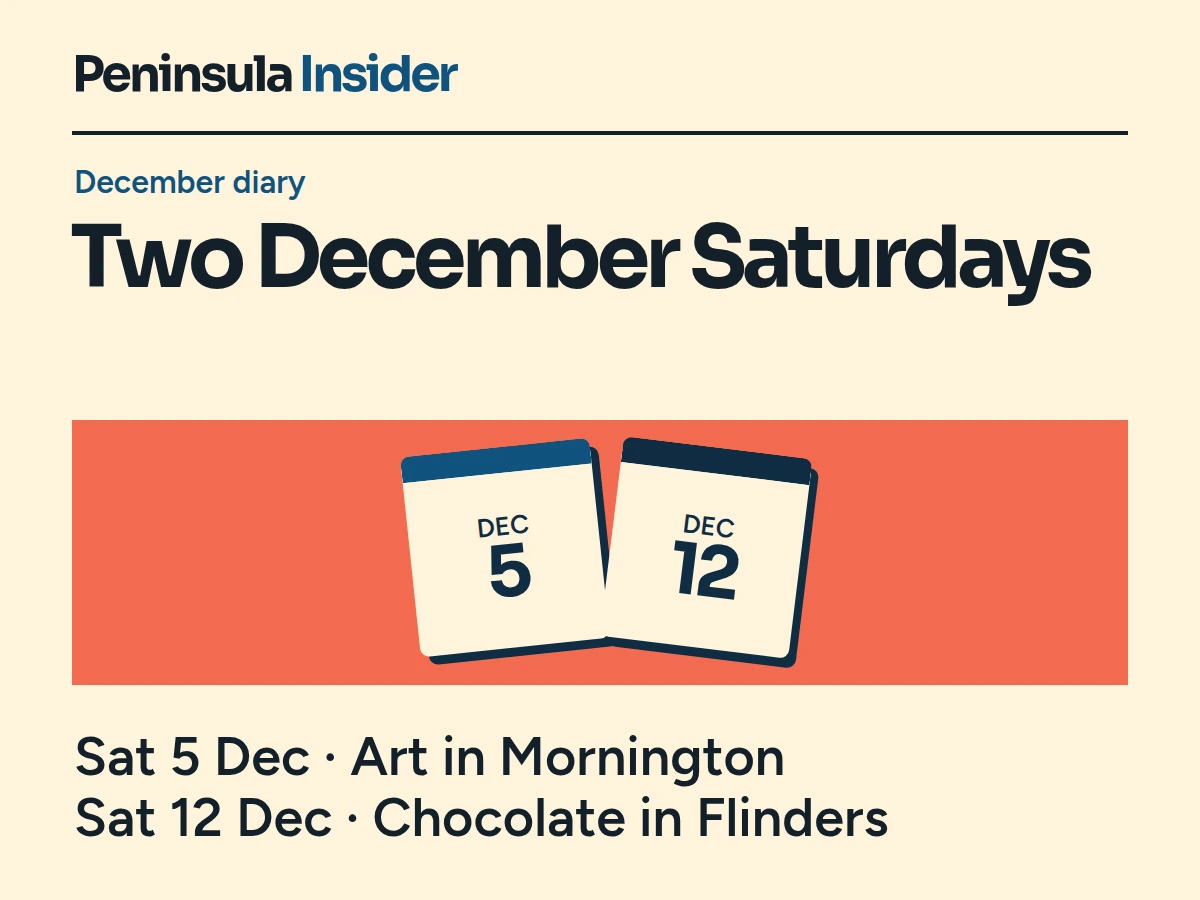 Peninsula Insider
December diary
Two December Saturdays
DEC
5
DEC
12
Sat 5 Dec · Art in Mornington
Sat 12 Dec · Chocolate in Flinders